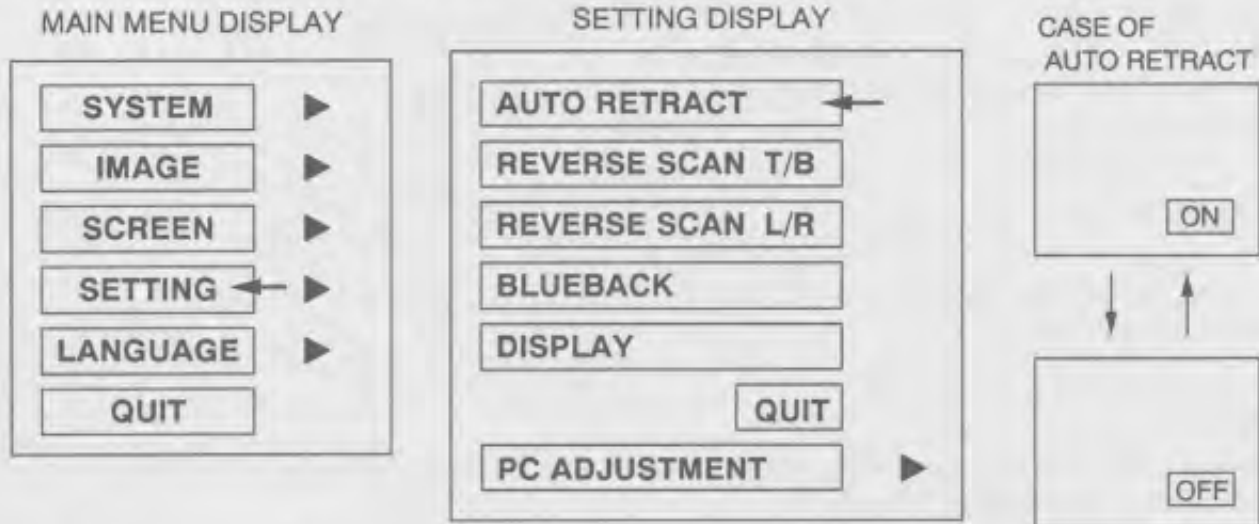 MAIN MENU DISPLAY
SYSTEM
IMAGE
SCREEN
SETTING
LANGUAGE
QUIT
SETTING DISPLAY
AUTO RETRACT
REVERSE SCAN T/B
REVERSE SCAN L/R
BLUEBACK
DISPLAY
QUIT
PC ADJUSTMENT
CASE OF
AUTO RETRACT
ON
OFF